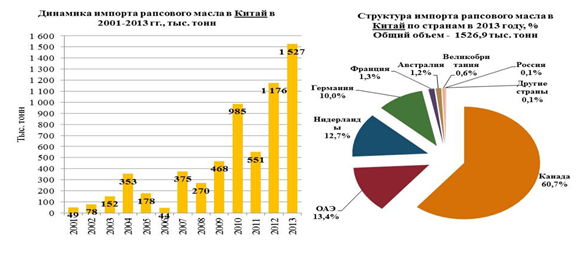 Динамика импорта рапсового масла в Китай в
2001-2013 гг., тыс. тонн
Тыс. тонн
1 600
1 500
1 400
1 300
1 200
1 100
1 000
900
800
700
600
500
400
300
200
100
0
49
78
152
353
178
44
375
270
468
985
551
1 176
1 527
2001
2002
2003
2004
2005
2006
2007
2008
2009
2010
2011
2012
2013
Структура импорта рапсового масла в
Китай по странам в 2013 году, %
Общий объем - 1526,9 тыс. тонн
Великобри
тания
0,6%
Россия
0,1%
Австралия
1,2%
Франция
1,3%
Другие
страны
0,1%
Германия
10,0%
Нидерланд
ы
12,7%
Канада
60,7%
ОАЭ
13,4%